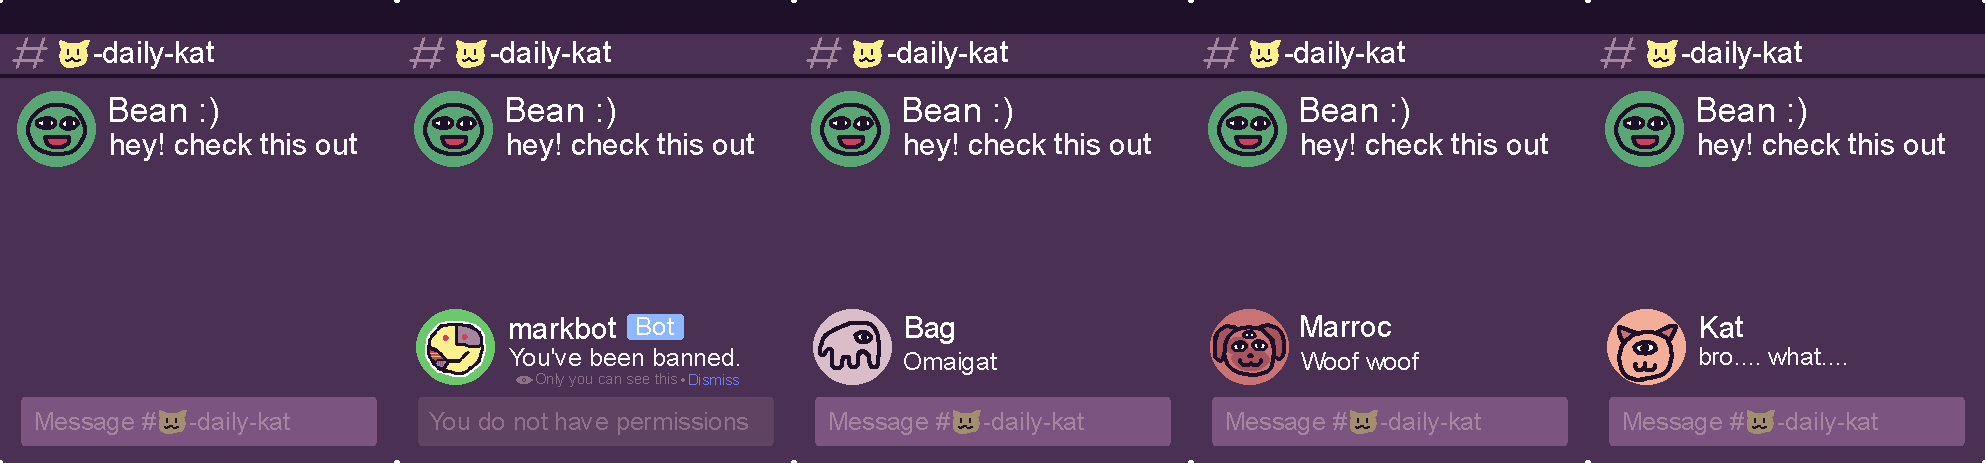 # -daily-kat
Bean :)
hey! check this out
Message # -daily-kat
# -daily-kat
Bean :)
hey! check this out
markbot Bot
You've been banned.
Only you can see this • Dismiss
You do not have permissions
# -daily-kat
Bean :)
hey! check this out
Bag
Omaigat
Message # -daily-kat
# -daily-kat
Bean :)
hey! check this out
Marroc
Woof woof
Message # -daily-kat
# -daily-kat
Bean :)
hey! check this out
Kat
bro.... what....
Message # -daily-kat